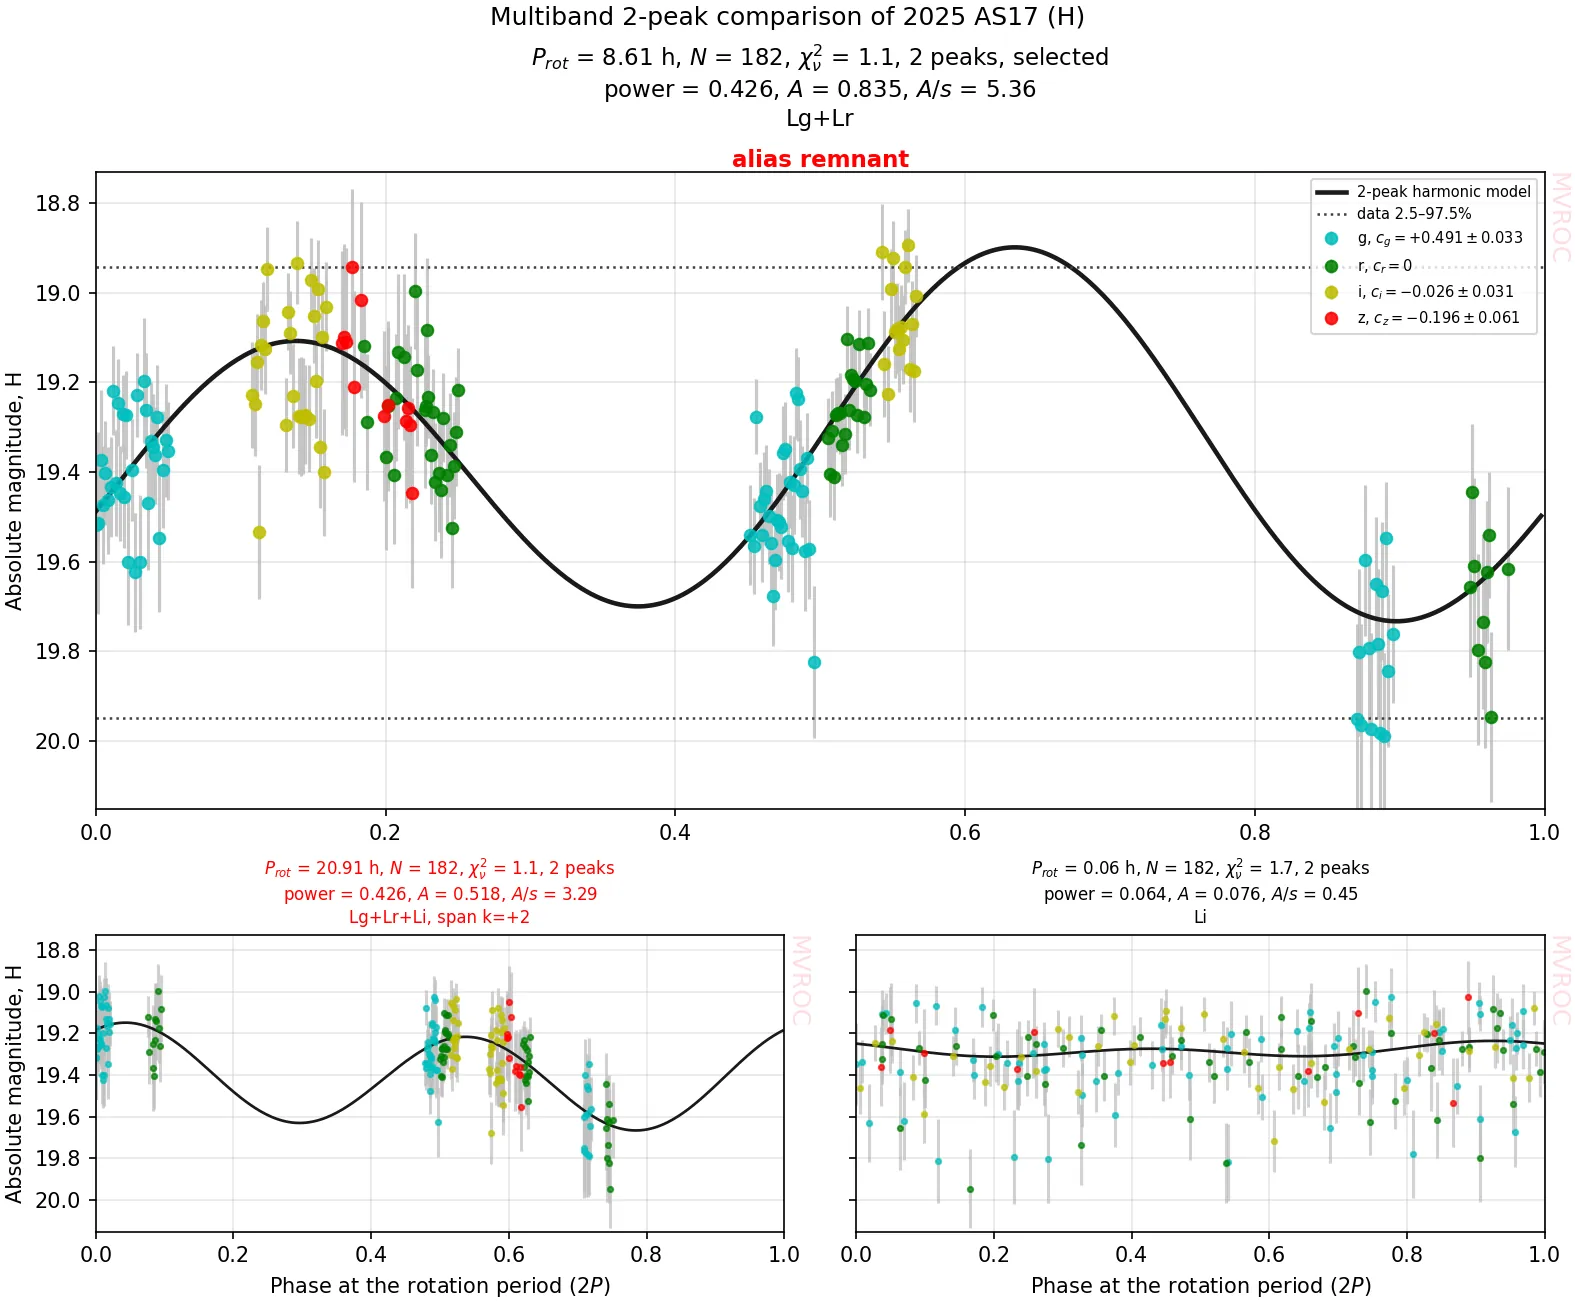 Multiband 2-peak comparison of 2025 AS17 (H)
P_rot = 8.61 h, N = 182, χ²_ν = 1.1, 2 peaks, selected
power = 0.426, A = 0.835, A/s = 5.36
Lg+Lr
alias remnant
MVROC
2-peak harmonic model
data 2.5–97.5%
g, c_g = +0.491 ± 0.033
r, c_r = 0
i, c_i = −0.026 ± 0.031
z, c_z = −0.196 ± 0.061
Absolute magnitude, H
18.8
19.0
19.2
19.4
19.6
19.8
20.0
0.0 0.2 0.4 0.6 0.8 1.0
P_rot = 20.91 h, N = 182, χ²_ν = 1.1, 2 peaks
power = 0.426, A = 0.518, A/s = 3.29
Lg+Lr+Li, span k=+2
MVROC
Absolute magnitude, H
18.8
19.0
19.2
19.4
19.6
19.8
20.0
0.0 0.2 0.4 0.6 0.8 1.0
Phase at the rotation period (2P)
P_rot = 0.06 h, N = 182, χ²_ν = 1.7, 2 peaks
power = 0.064, A = 0.076, A/s = 0.45
Li
MVROC
0.0 0.2 0.4 0.6 0.8 1.0
Phase at the rotation period (2P)